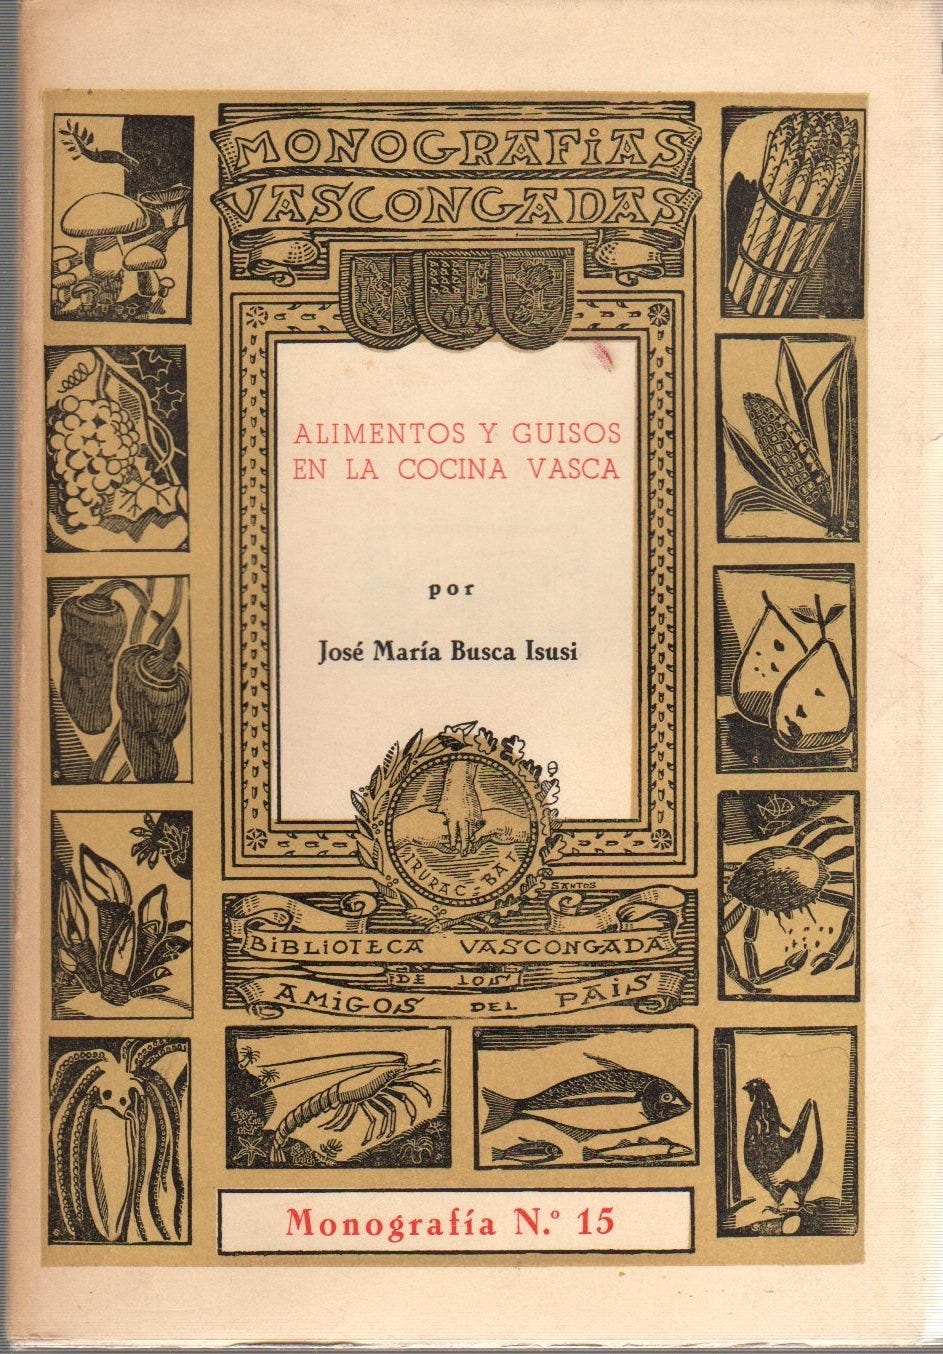 MONOGRAFiAS
VASCONGADAS
ALIMENTOS Y GUISOS
EN LA COCINA VASCA
por
José María Busca Isusi
IRURAC-BAT
SANTOS
BiBLiOTECA VASCONGADA
DE LOS
AMiGOS DEL PAiS
Monografía N.º 15